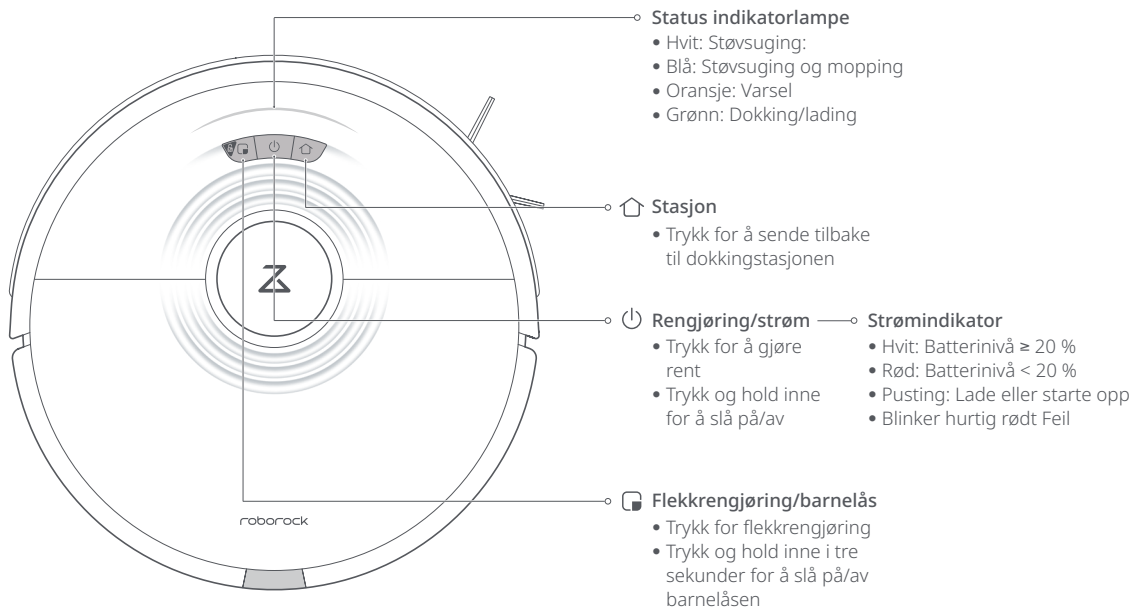 Status indikatorlampe
• Hvit: Støvsuging:
• Blå: Støvsuging og mopping
• Oransje: Varsel
• Grønn: Dokking/lading
Stasjon
• Trykk for å sende tilbake
til dokkingstasjonen
Rengjøring/strøm
• Trykk for å gjøre
rent
• Trykk og hold inne
for å slå på/av
Strømindikator
• Hvit: Batterinivå ≥ 20 %
• Rød: Batterinivå < 20 %
• Pusting: Lade eller starte opp
• Blinker hurtig rødt Feil
Flekkrengjøring/barnelås
• Trykk for flekkrengjøring
• Trykk og hold inne i tre
sekunder for å slå på/av
barnelåsen
roborock